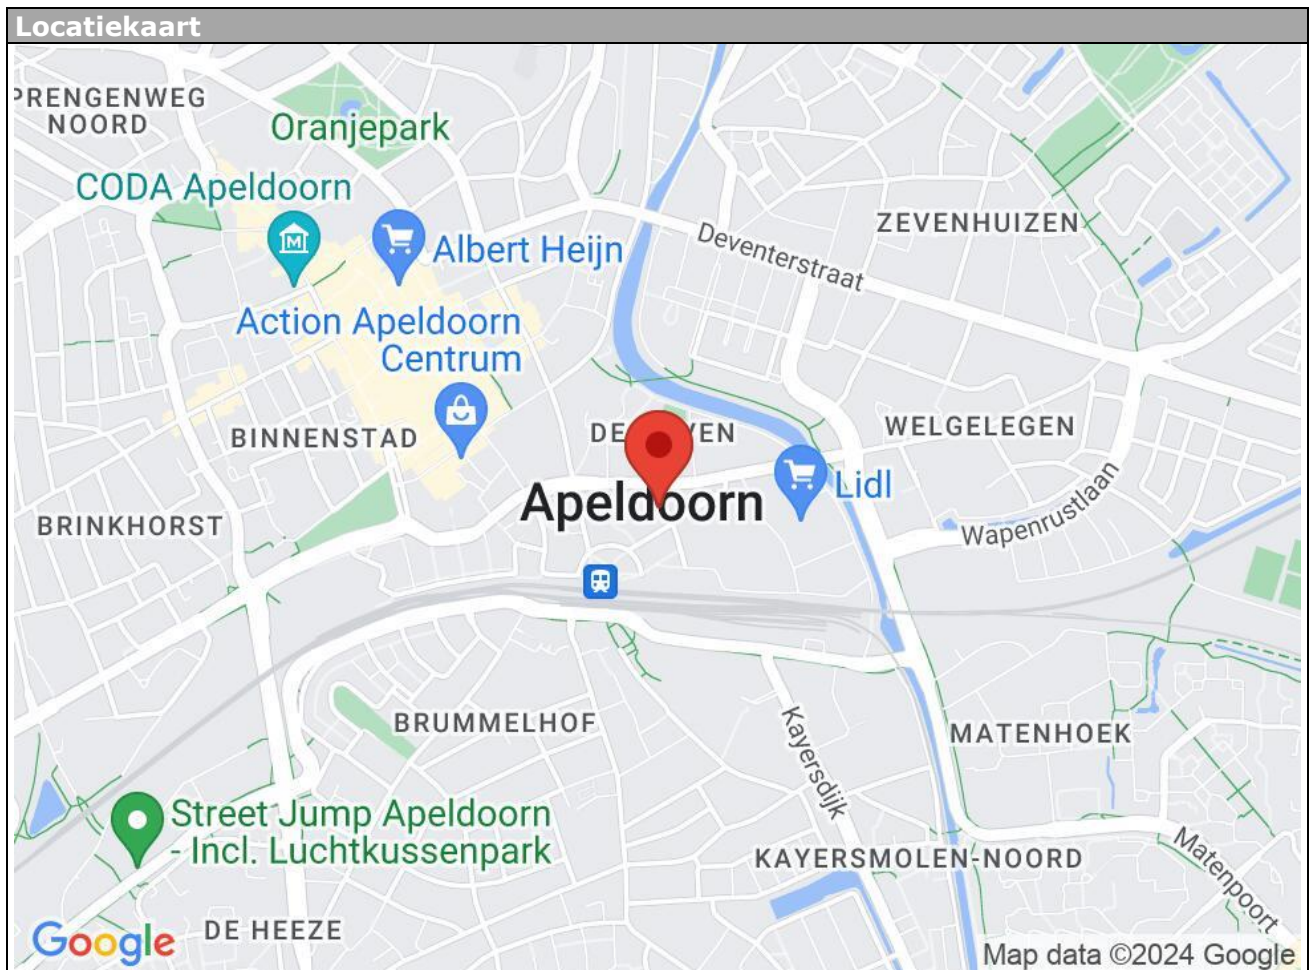 Locatiekaart
PRENGENWEG
NOORD
Oranjepark
CODA Apeldoorn
ZEVENHUIZEN
Albert Heijn
Deventerstraat
Action Apeldoorn
Centrum
BINNENSTAD
WELGELEGEN
Apeldoorn
Lidl
BRINKHORST
Wapenrustlaan
BRUMMELHOF
MATENHOEK
Kayersdijk
Street Jump Apeldoorn
- Incl. Luchtkussenpark
KAYERSMOLEN-NOORD
Matenpoort
DE HEEZE
Google
Map data ©2024 Google